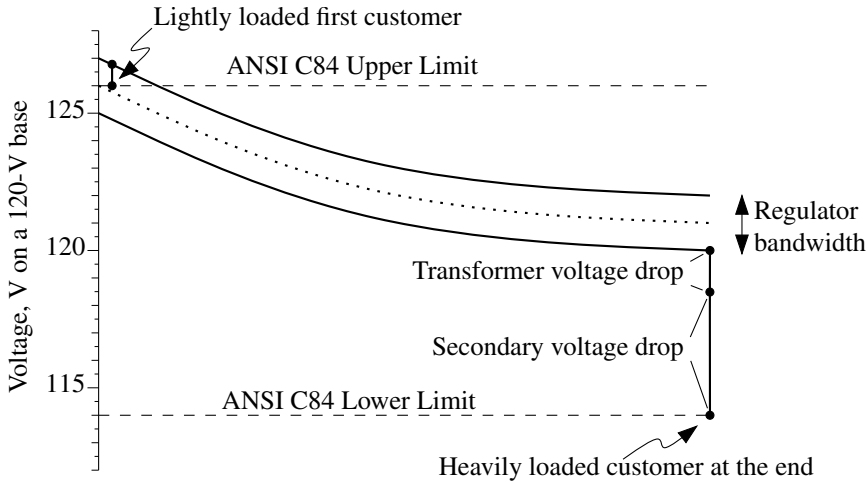 Lightly loaded first customer
ANSI C84 Upper Limit
125
Voltage, V on a 120-V base
Regulator
bandwidth
120
Transformer voltage drop
Secondary voltage drop
115
ANSI C84 Lower Limit
Heavily loaded customer at the end